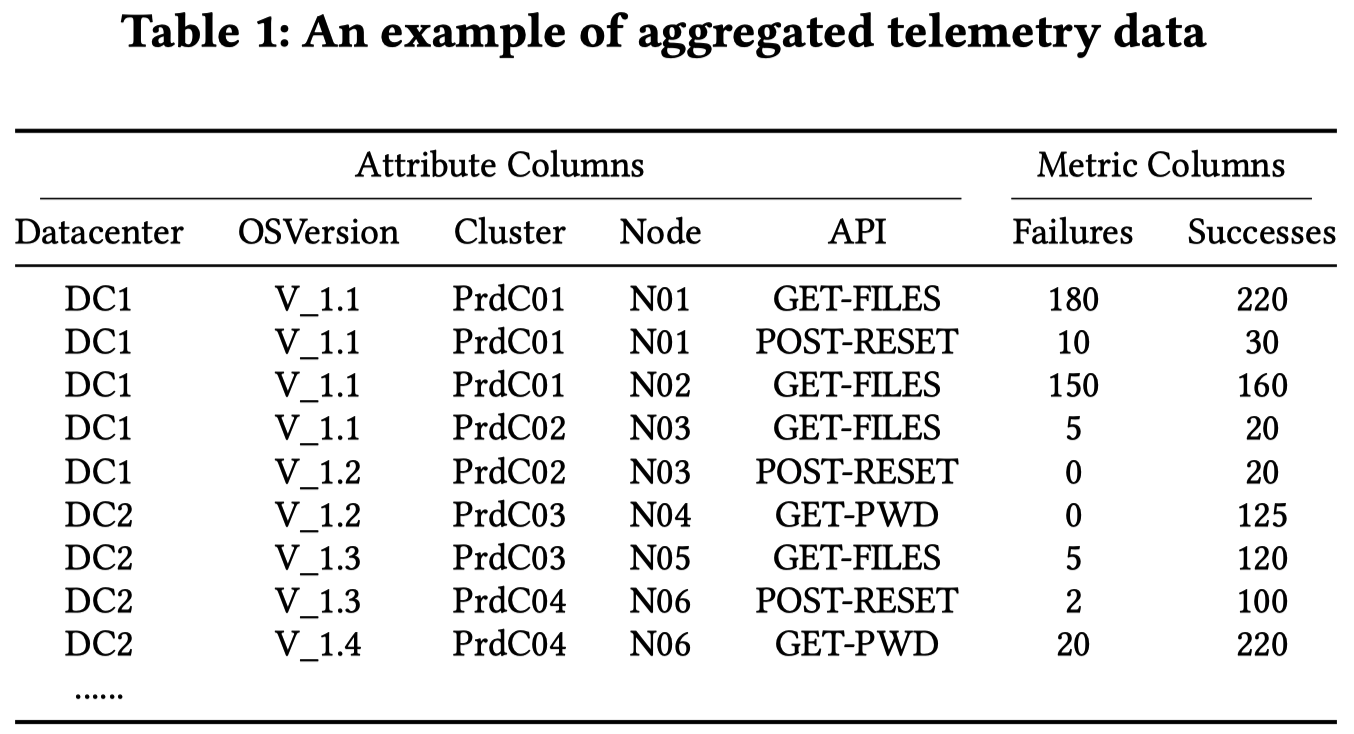 Table 1: An example of aggregated telemetry data
Attribute Columns Metric Columns
Datacenter OSVersion Cluster Node API Failures Successes
DC1 V_1.1 PrdC01 N01 GET-FILES 180 220
DC1 V_1.1 PrdC01 N01 POST-RESET 10 30
DC1 V_1.1 PrdC01 N02 GET-FILES 150 160
DC1 V_1.1 PrdC02 N03 GET-FILES 5 20
DC1 V_1.2 PrdC02 N03 POST-RESET 0 20
DC2 V_1.2 PrdC03 N04 GET-PWD 0 125
DC2 V_1.3 PrdC03 N05 GET-FILES 5 120
DC2 V_1.3 PrdC04 N06 POST-RESET 2 100
DC2 V_1.4 PrdC04 N06 GET-PWD 20 220
......